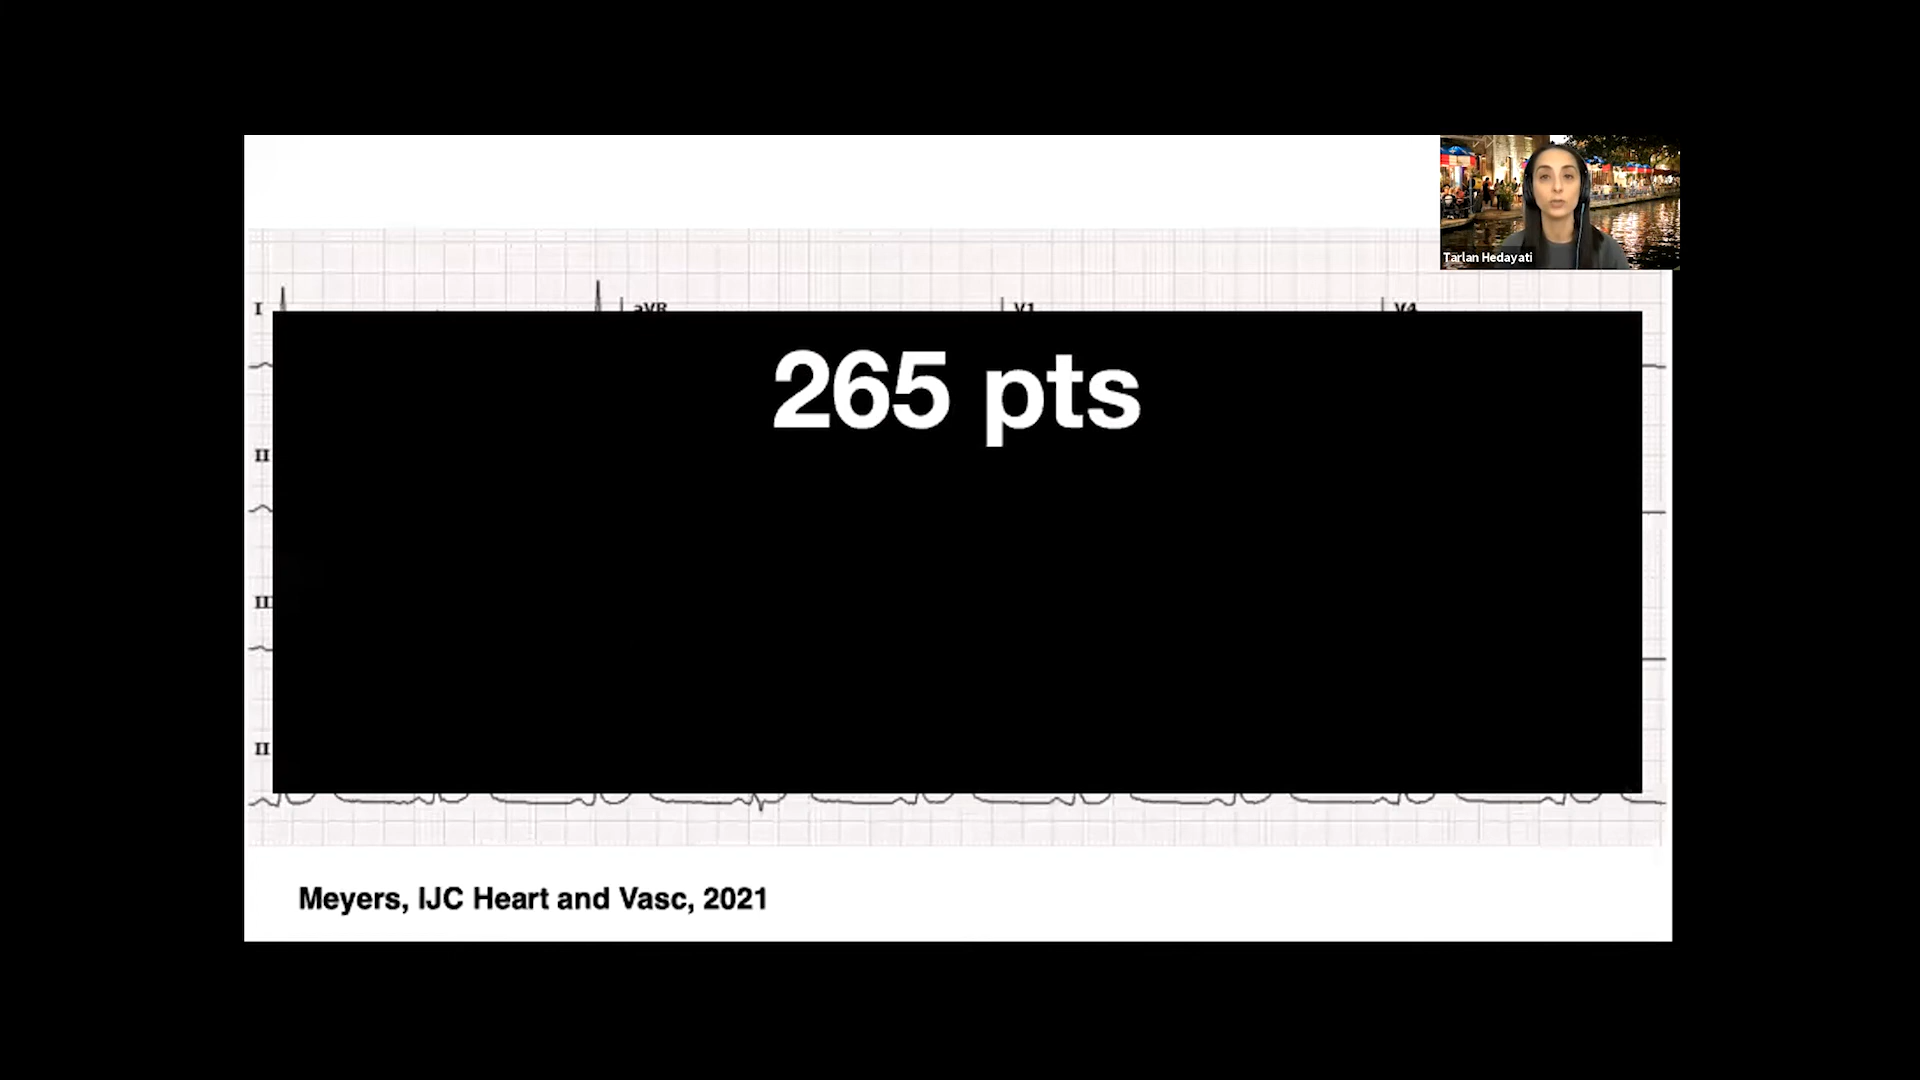 Tarlan Hedayati
I
aVR
V1
V4
265 pts
II
III
II
Meyers, IJC Heart and Vasc, 2021